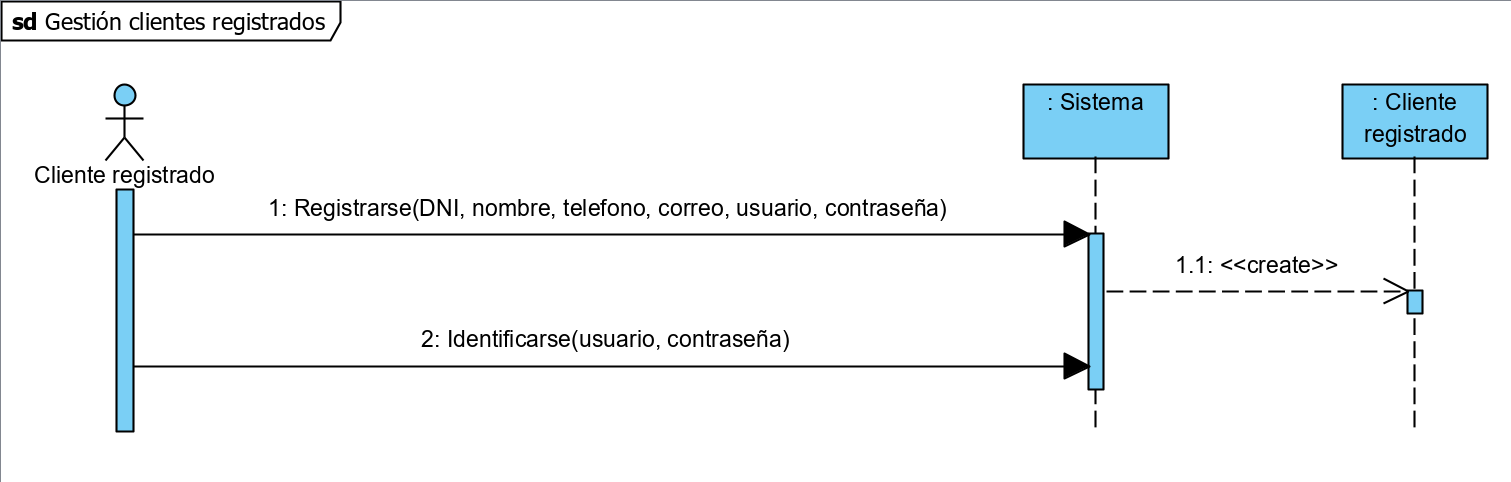 sd Gestión clientes registrados
Cliente registrado
: Sistema
: Cliente
registrado
1: Registrarse(DNI, nombre, telefono, correo, usuario, contraseña)
1.1: <<create>>
2: Identificarse(usuario, contraseña)